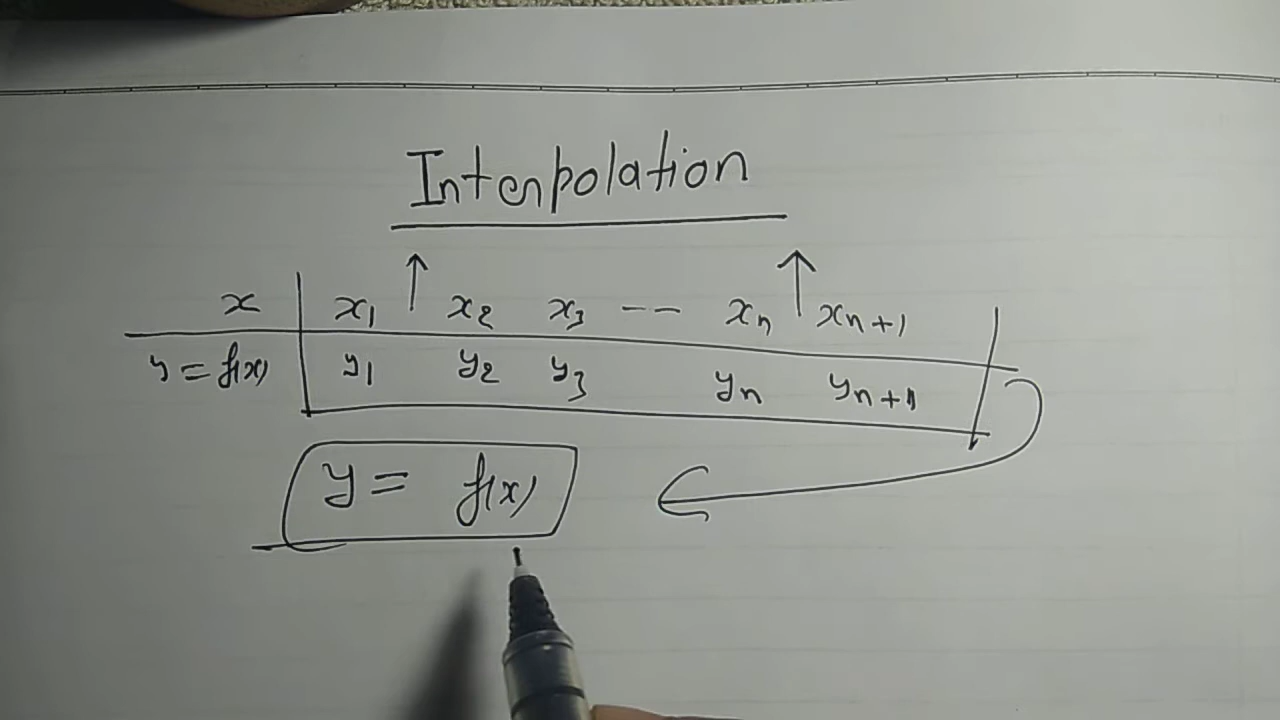 Interpolation
x x1 x2 x3 -- xn xn+1
y = f(x) y1 y2 y3 yn yn+1
y = f(x)